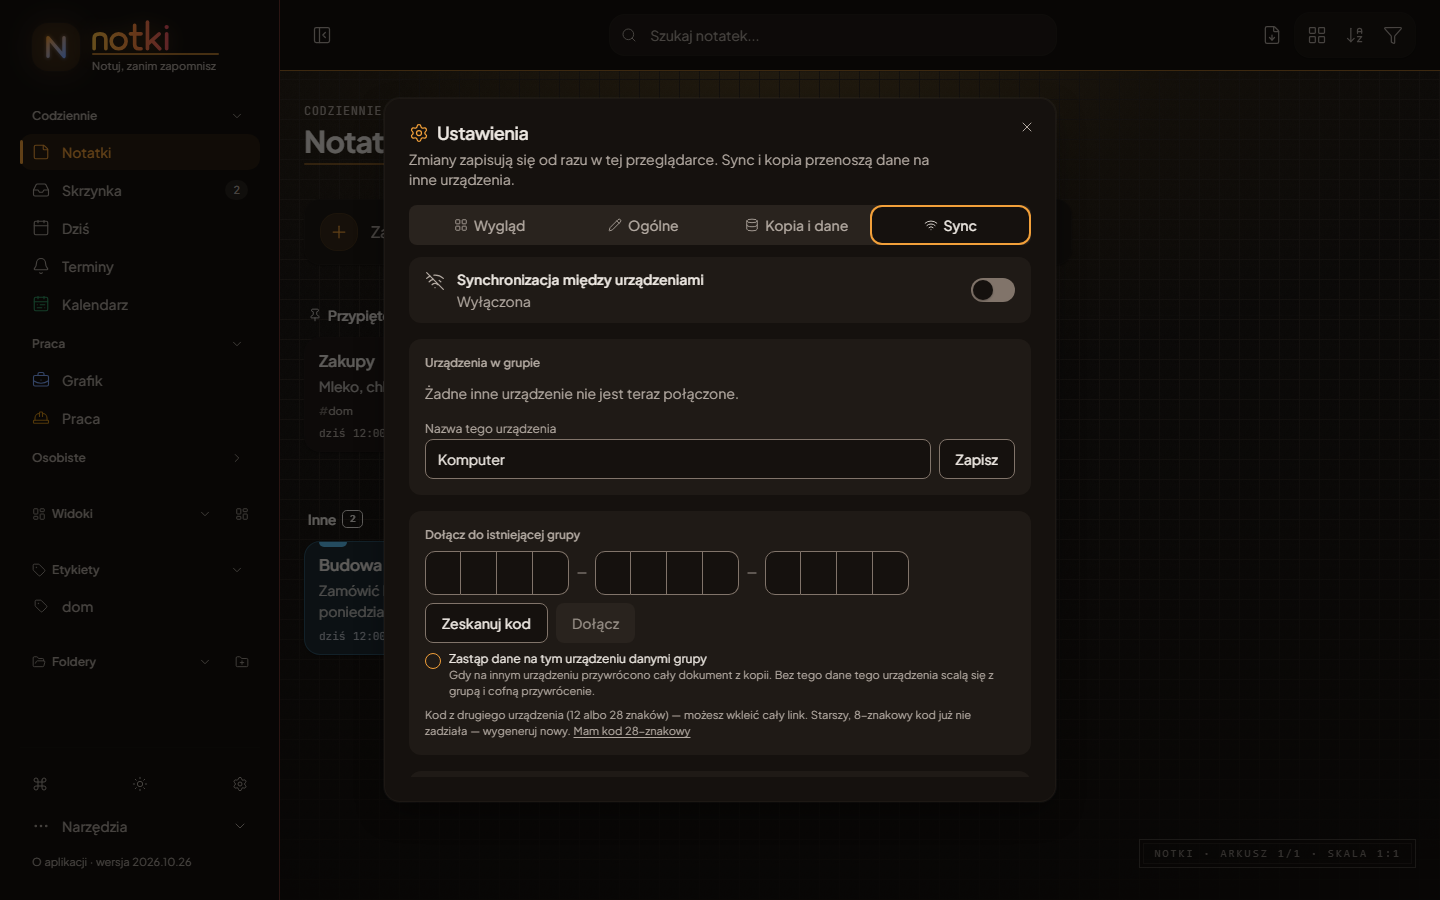 N
notki
Notuj, zanim zapomnisz
Szukaj notatek...
Codziennie
Notatki
Skrzynka
2
Dziś
Terminy
Kalendarz
Praca
Grafik
Praca
Osobiste
Widoki
Etykiety
dom
Foldery
Narzędzia
O aplikacji · wersja 2026.10.26
CODZIENNIE
Przypięte
Zakupy
Mleko,
#dom
dziś 12:00
Inne 2
Budowa
Zamówić
dziś 12:00
Ustawienia
Zmiany zapisują się od razu w tej przeglądarce. Sync i kopia przenoszą dane na
inne urządzenia.
Wygląd
Ogólne
Kopia i dane
Sync
Synchronizacja między urządzeniami
Wyłączona
Urządzenia w grupie
Żadne inne urządzenie nie jest teraz połączone.
Nazwa tego urządzenia
Komputer
Zapisz
Dołącz do istniejącej grupy
– –
Zeskanuj kod
Dołącz
Zastąp dane na tym urządzeniu danymi grupy
Gdy na innym urządzeniu przywrócono cały dokument z kopii. Bez tego dane tego urządzenia scalą się z
grupą i cofną przywrócenie.
Kod z drugiego urządzenia (12 albo 28 znaków) — możesz wkleić cały link. Starszy, 8-znakowy kod już nie
zadziała — wygeneruj nowy. Mam kod 28-znakowy
NOTKI · ARKUSZ 1/1 · SKALA 1:1